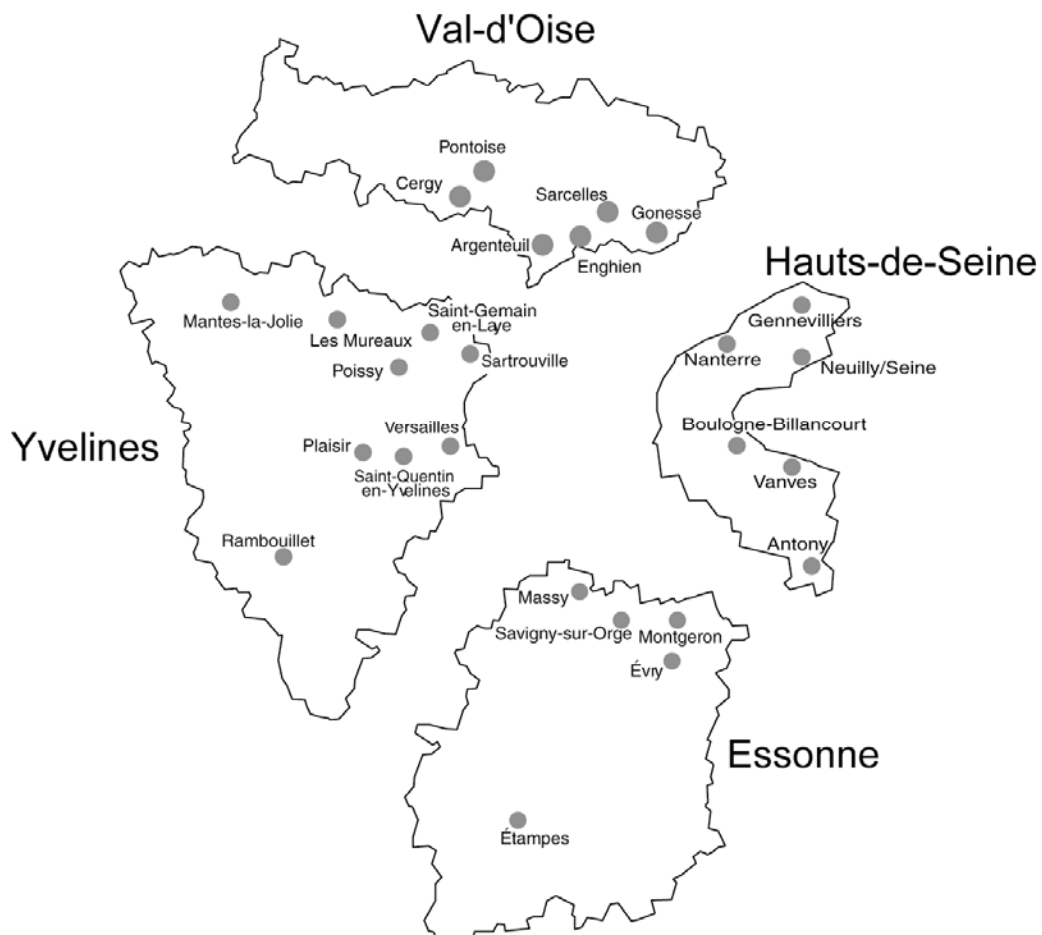 Val-d'Oise
Pontoise
Cergy
Sarcelles
Gonesse
Argenteuil
Enghien
Hauts-de-Seine
Gennevilliers
Nanterre
Neuilly/Seine
Boulogne-Billancourt
Vanves
Antony
Yvelines
Mantes-la-Jolie
Les Mureaux
Saint-Gemain
en-Laye
Sartrouville
Poissy
Versailles
Plaisir
Saint-Quentin
en-Yvelines
Rambouillet
Massy
Savigny-sur-Orge
Montgeron
Évry
Essonne
Étampes